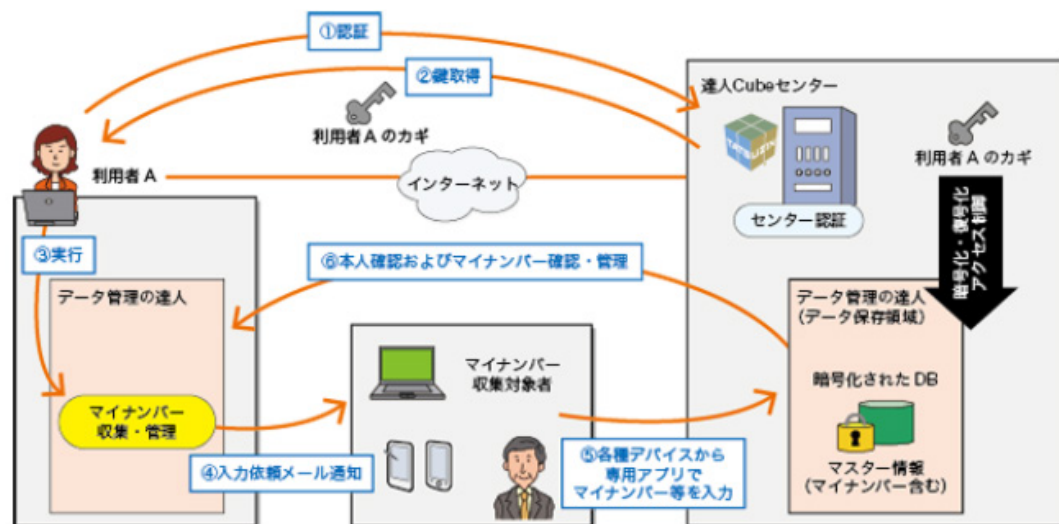 ①認証
②鍵取得
利用者Aのカギ
利用者A
インターネット
達人Cubeセンター
TATSUZIN
センター認証
利用者Aのカギ
暗号化・復号化
アクセス制御
③実行
⑥本人確認およびマイナンバー確認・管理
データ管理の達人
マイナンバー
収集・管理
④入力依頼メール通知
マイナンバー
収集対象者
⑤各種デバイスから
専用アプリで
マイナンバー等を入力
データ管理の達人
(データ保存領域)
暗号化されたDB
マスター情報
(マイナンバー含む)